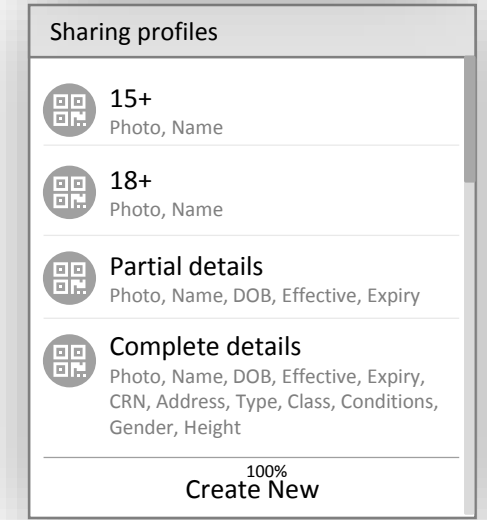 Sharing profiles
15+
Photo, Name
18+
Photo, Name
Partial details
Photo, Name, DOB, Effective, Expiry
Complete details
Photo, Name, DOB, Effective, Expiry,
CRN, Address, Type, Class, Conditions,
Gender, Height
100%
Create New